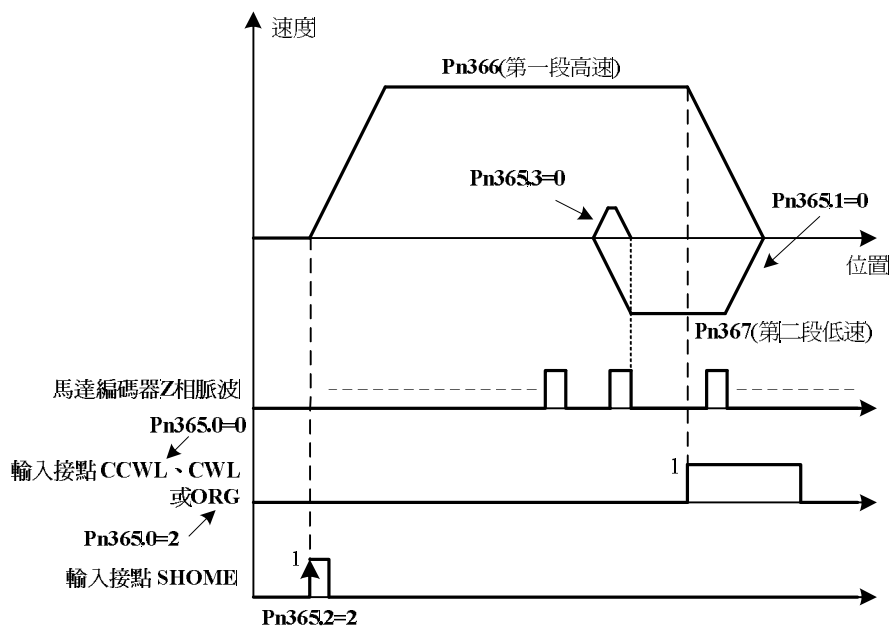 速度
Pn366(第一段高速)
Pn365.3=0
Pn365.1=0
位置
Pn367(第二段低速)
馬達編碼器Z相脈波
Pn365.0=0
輸入接點 CCWL、CWL
或ORG
1
Pn365.0=2
1
輸入接點 SHOME
Pn365.2=2